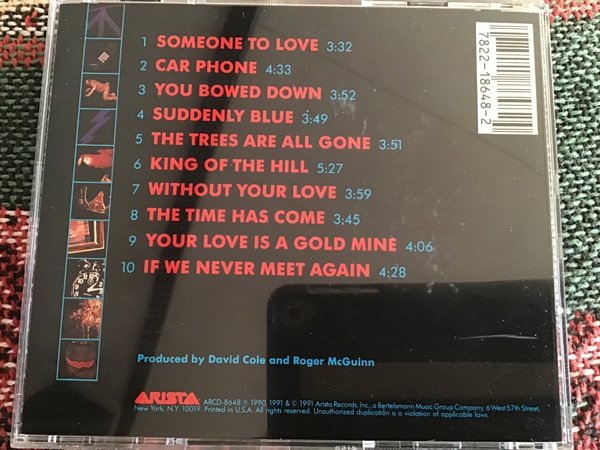 1 SOMEONE TO LOVE 3:32
2 CAR PHONE 4:33
3 YOU BOWED DOWN 3:52
4 SUDDENLY BLUE 3:49
5 THE TREES ARE ALL GONE 3:51
6 KING OF THE HILL 5:27
7 WITHOUT YOUR LOVE 3:59
8 THE TIME HAS COME 3:45
9 YOUR LOVE IS A GOLD MINE 4:06
10 IF WE NEVER MEET AGAIN 4:28
7822-18648-2
Produced by David Cole and Roger McGuinn
ARISTA ARCD-8648 ℗ 1990, 1991 & © 1991 Arista Records, Inc., a Bertelsmann Music Group Company, 6 West 57th Street,
New York, N.Y. 10019. Printed in U.S.A. All rights reserved. Unauthorized duplication is a violation of applicable laws.